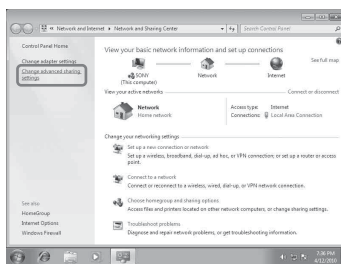 « Network and Internet ▸ Network and Sharing Center
Search Control Panel
Control Panel Home
Change adapter settings
Change advanced sharing
settings
View your basic network information and set up connections
See full map
SONY
(This computer)
Network
Internet
View your active networks
Connect or disconnect
Network
Home network
Access type: Internet
Connections: Local Area Connection
Change your networking settings
Set up a new connection or network
Set up a wireless, broadband, dial-up, ad hoc, or VPN connection; or set up a router or access
point.
Connect to a network
Connect or reconnect to a wireless, wired, dial-up, or VPN network connection.
Choose homegroup and sharing options
Access files and printers located on other network computers, or change sharing settings.
Troubleshoot problems
Diagnose and repair network problems, or get troubleshooting information.
See also
HomeGroup
Internet Options
Windows Firewall
7:38 PM
4/12/2010